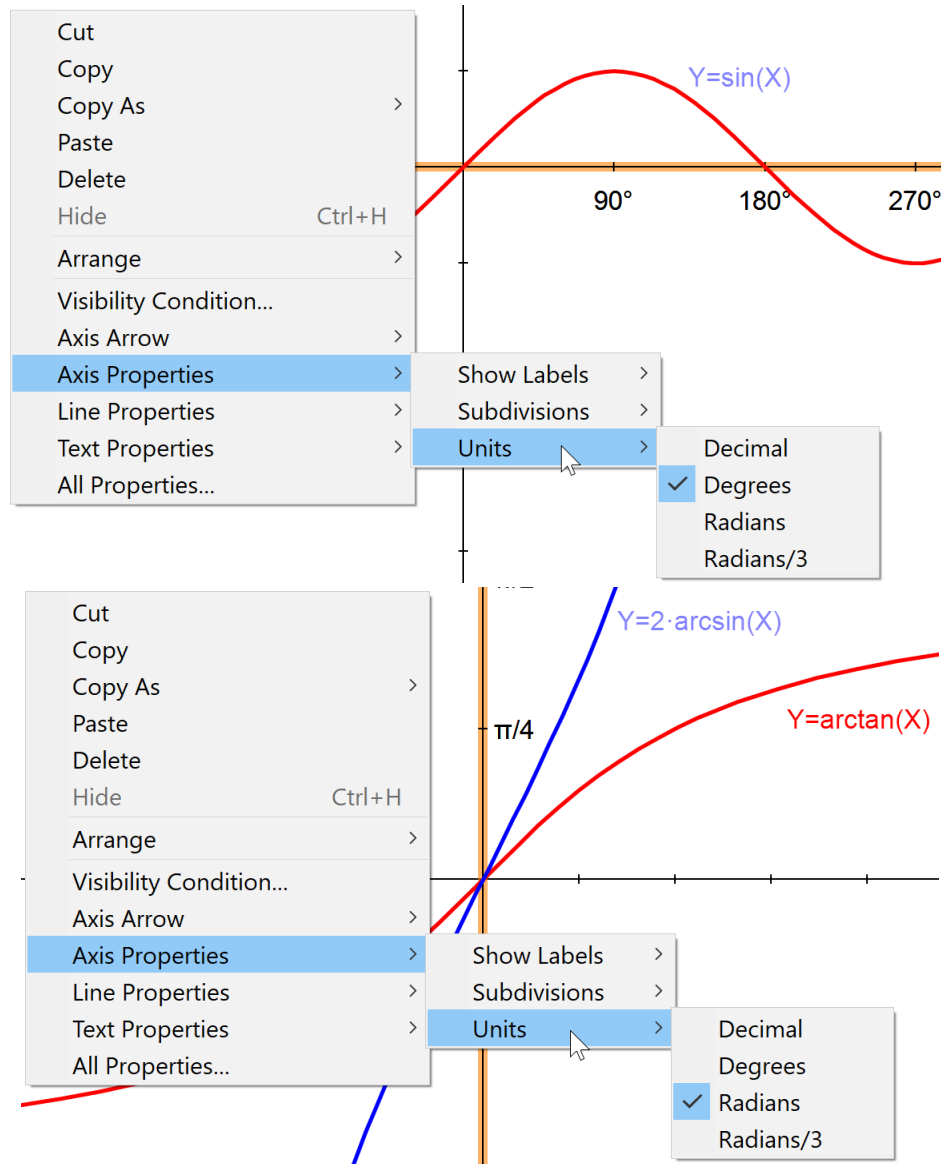 Cut
Copy
Copy As
Paste
Delete
Hide Ctrl+H
Arrange
Visibility Condition...
Axis Arrow
Axis Properties
Line Properties
Text Properties
All Properties...
Y=sin(X)
90° 180° 270°
Show Labels
Subdivisions
Units
Decimal
Degrees
Radians
Radians/3
Cut
Copy
Copy As
Paste
Delete
Hide Ctrl+H
Arrange
Visibility Condition...
Axis Arrow
Axis Properties
Line Properties
Text Properties
All Properties...
Y=2·arcsin(X)
Y=arctan(X)
π/4
Show Labels
Subdivisions
Units
Decimal
Degrees
Radians
Radians/3